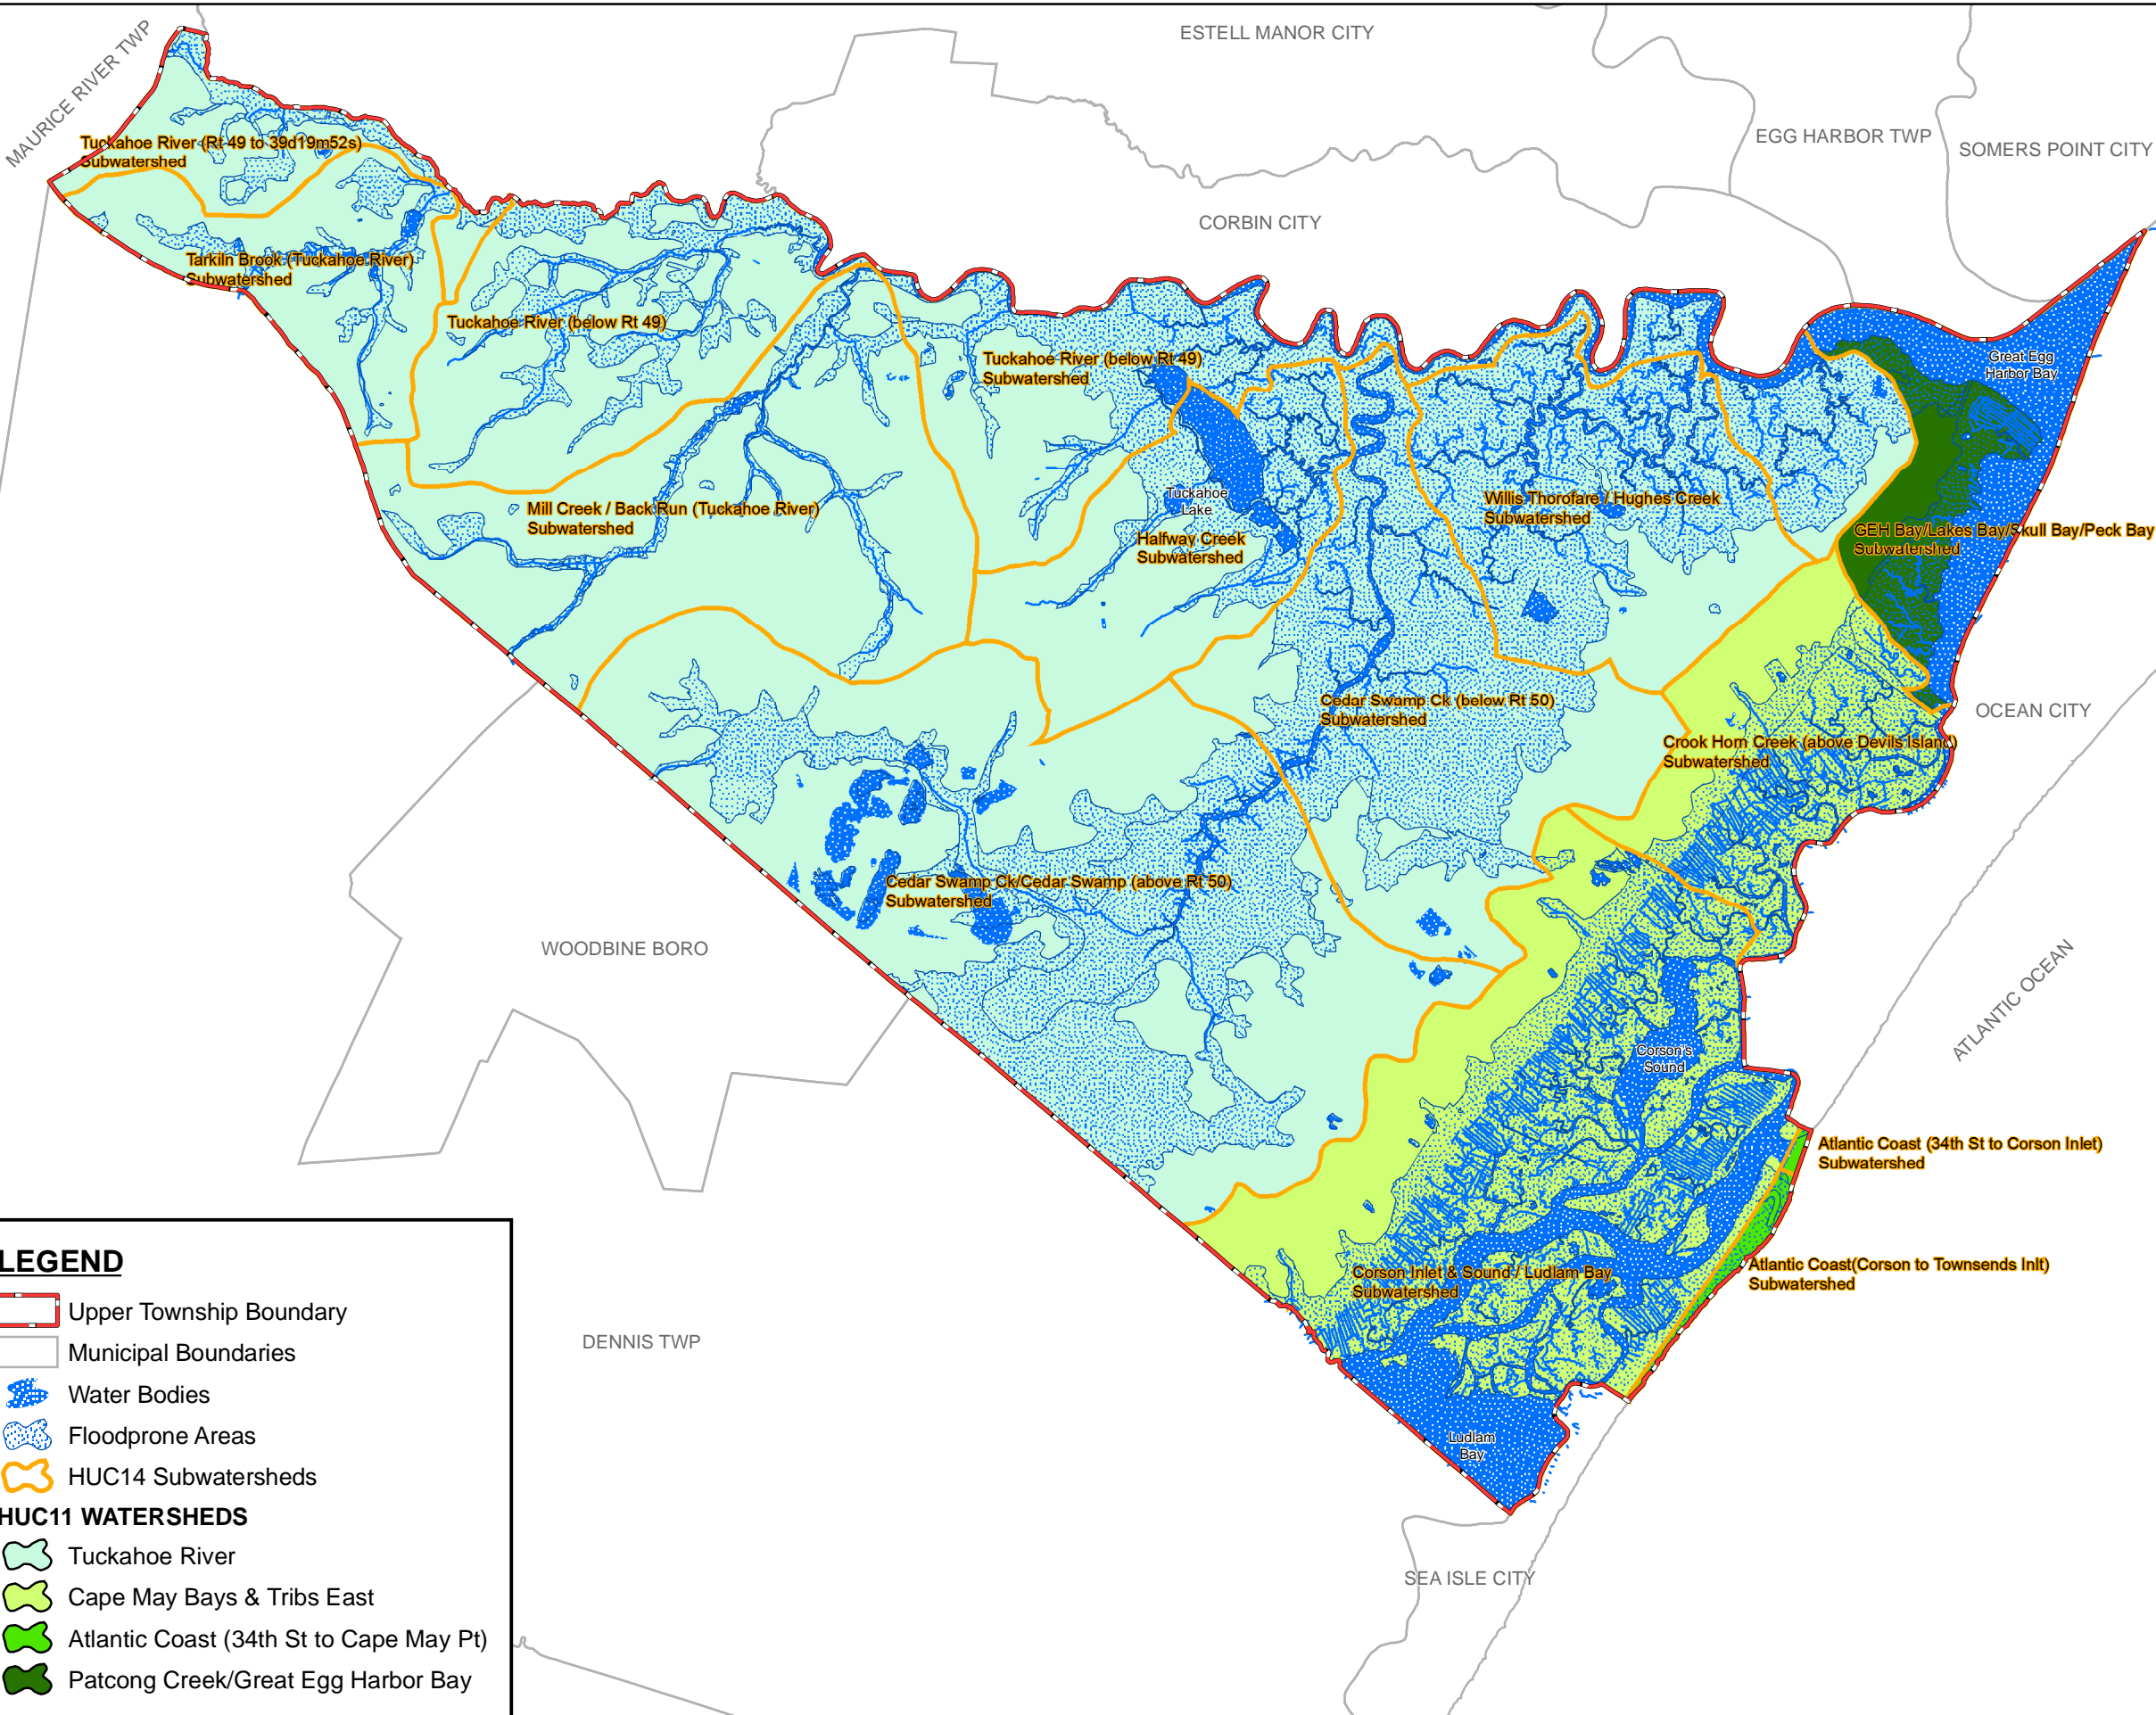 MAURICE RIVER TWP
ESTELL MANOR CITY
EGG HARBOR TWP
SOMERS POINT CITY
CORBIN CITY
Tuckahoe River (Rt 49 to 39d19m52s)
Subwatershed
Tarkiln Brook (Tuckahoe River)
Subwatershed
Tuckahoe River (below Rt 49)
Tuckahoe River (below Rt 49)
Subwatershed
Great Egg
Harbor Bay
Mill Creek / Back Run (Tuckahoe River)
Subwatershed
Tuckahoe
Lake
Halfway Creek
Subwatershed
Willis Thorofare / Hughes Creek
Subwatershed
GEH Bay/Lakes Bay/Skull Bay/Peck Bay
Subwatershed
Cedar Swamp Ck (below Rt 50)
Subwatershed
OCEAN CITY
Crook Horn Creek (above Devils Island)
Subwatershed
Cedar Swamp Ck/Cedar Swamp (above Rt 50)
Subwatershed
WOODBINE BORO
ATLANTIC OCEAN
Corson's
Sound
Atlantic Coast (34th St to Corson Inlet)
Subwatershed
Atlantic Coast(Corson to Townsends Inlt)
Subwatershed
Corson Inlet & Sound / Ludlam Bay
Subwatershed
DENNIS TWP
Ludlam
Bay
SEA ISLE CITY
LEGEND
Upper Township Boundary
Municipal Boundaries
Water Bodies
Floodprone Areas
HUC14 Subwatersheds
HUC11 WATERSHEDS
Tuckahoe River
Cape May Bays & Tribs East
Atlantic Coast (34th St to Cape May Pt)
Patcong Creek/Great Egg Harbor Bay